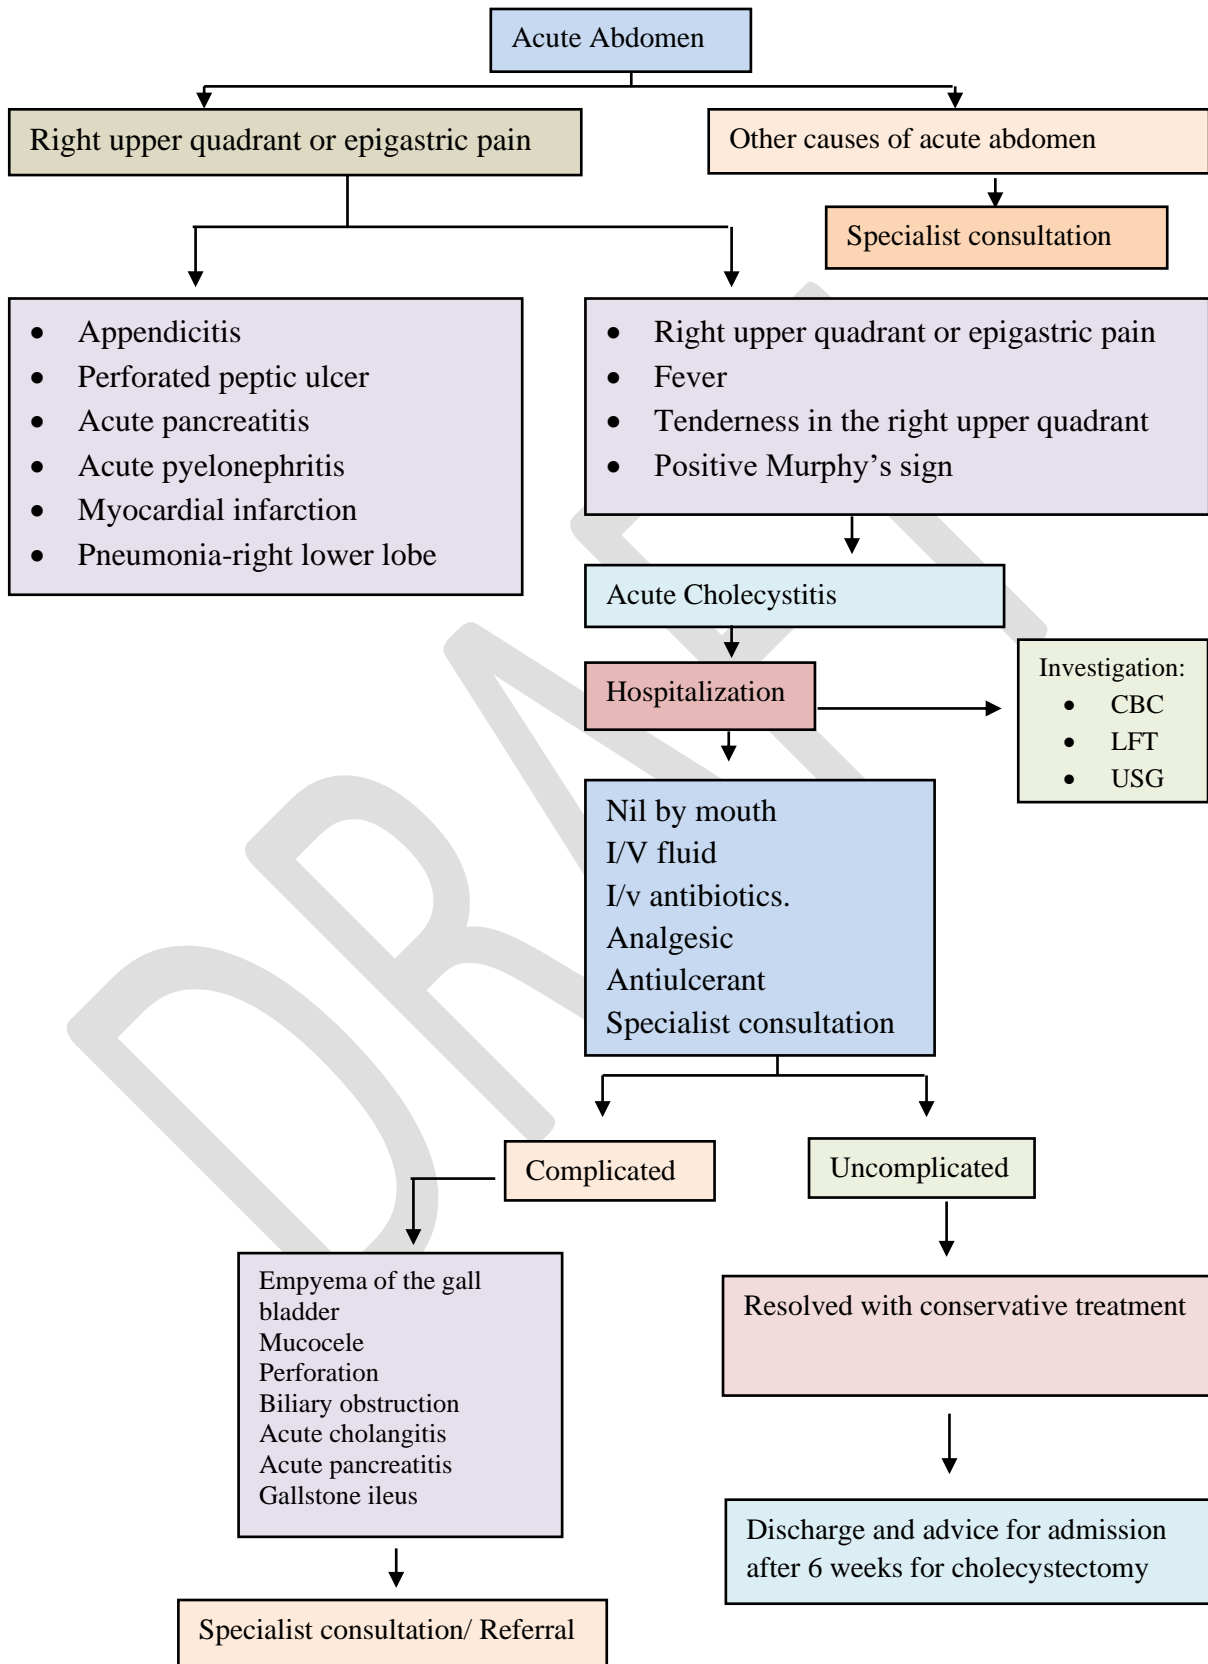 Acute Abdomen
Right upper quadrant or epigastric pain
Other causes of acute abdomen
Specialist consultation
• Appendicitis
• Perforated peptic ulcer
• Acute pancreatitis
• Acute pyelonephritis
• Myocardial infarction
• Pneumonia-right lower lobe
• Right upper quadrant or epigastric pain
• Fever
• Tenderness in the right upper quadrant
• Positive Murphy’s sign
Acute Cholecystitis
Hospitalization
Investigation:
• CBC
• LFT
• USG
Nil by mouth
I/V fluid
I/v antibiotics.
Analgesic
Antiulcerant
Specialist consultation
Complicated
Uncomplicated
Empyema of the gall
bladder
Mucocele
Perforation
Biliary obstruction
Acute cholangitis
Acute pancreatitis
Gallstone ileus
Resolved with conservative treatment
Discharge and advice for admission
after 6 weeks for cholecystectomy
Specialist consultation/ Referral
DRAFT